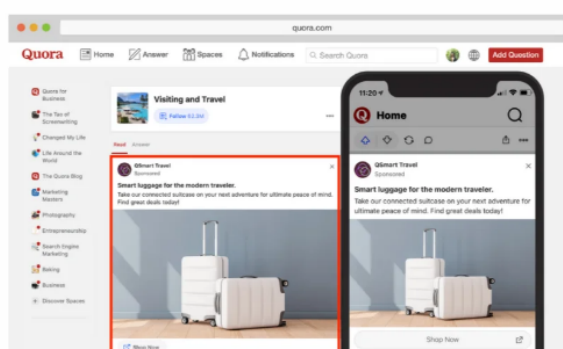 quora.com
Quora
Home
Answer
Spaces
Notifications
Search Quora
Add Question
Quora for
Business
The Tao of
Screenwriting
Changed My Life
Life Around the
World
The Quora Blog
Marketing
Masters
Photography
Entrepreneurship
Search Engine
Marketing
Baking
Business
Discover Spaces
Visiting and Travel
Follow
Read
Answer
QSmart Travel
Sponsored
Smart luggage for the modern traveler.
Take our connected suitcase on your next adventure for ultimate peace of mind.
Find great deals today!
Shop Now
11:20
Home
QSmart Travel
Sponsored
Smart luggage for the modern traveler.
Take our connected suitcase on your next adventure for
ultimate peace of mind. Find great deals today!
Shop Now